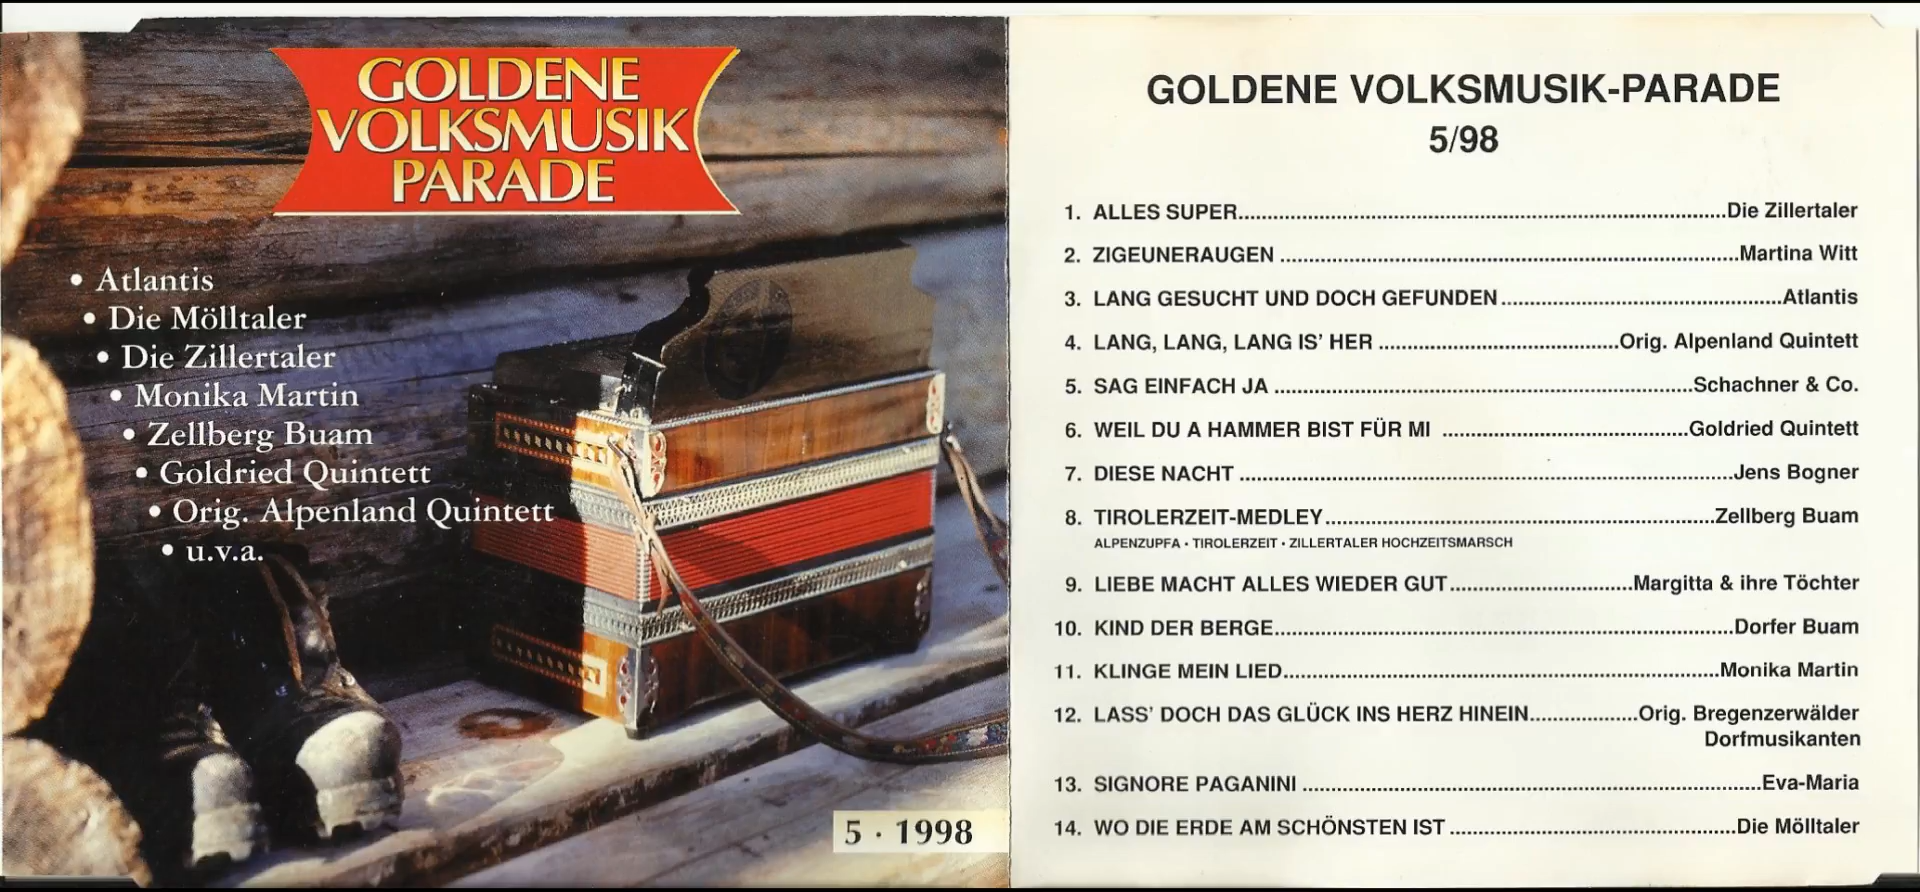 GOLDENE
VOLKSMUSIK
PARADE
• Atlantis
• Die Mölltaler
• Die Zillertaler
• Monika Martin
• Zellberg Buam
• Goldried Quintett
• Orig. Alpenland Quintett
• u.v.a.
5 · 1998
GOLDENE VOLKSMUSIK-PARADE
5/98
1. ALLES SUPER Die Zillertaler
2. ZIGEUNERAUGEN Martina Witt
3. LANG GESUCHT UND DOCH GEFUNDEN Atlantis
4. LANG, LANG, LANG IS' HER Orig. Alpenland Quintett
5. SAG EINFACH JA Schachner & Co.
6. WEIL DU A HAMMER BIST FÜR MI Goldried Quintett
7. DIESE NACHT Jens Bogner
8. TIROLERZEIT-MEDLEY Zellberg Buam
ALPENZUPFA · TIROLERZEIT · ZILLERTALER HOCHZEITSMARSCH
9. LIEBE MACHT ALLES WIEDER GUT Margitta & ihre Töchter
10. KIND DER BERGE Dorfer Buam
11. KLINGE MEIN LIED Monika Martin
12. LASS' DOCH DAS GLÜCK INS HERZ HINEIN Orig. Bregenzerwälder
Dorfmusikanten
13. SIGNORE PAGANINI Eva-Maria
14. WO DIE ERDE AM SCHÖNSTEN IST Die Mölltaler